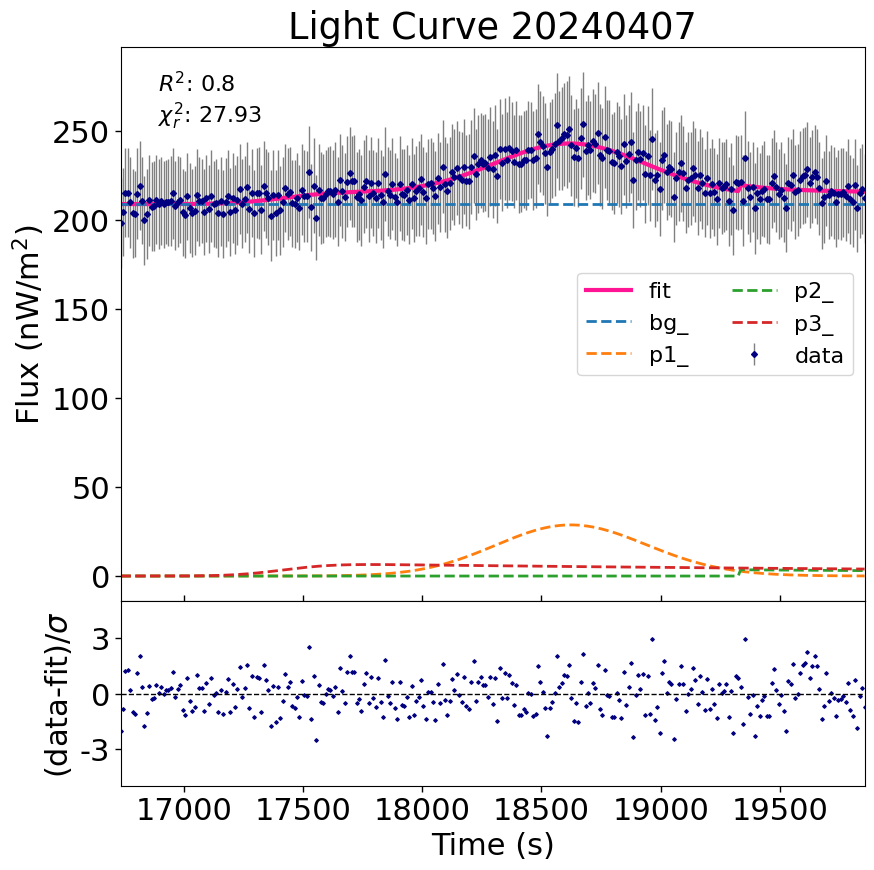 Light Curve 20240407
R²: 0.8
χ²ᵣ: 27.93
Flux (nW/m²)
250
200
150
100
50
0
fit
bg_
p1_
p2_
p3_
data
(data-fit)/σ
3
0
-3
17000 17500 18000 18500 19000 19500
Time (s)